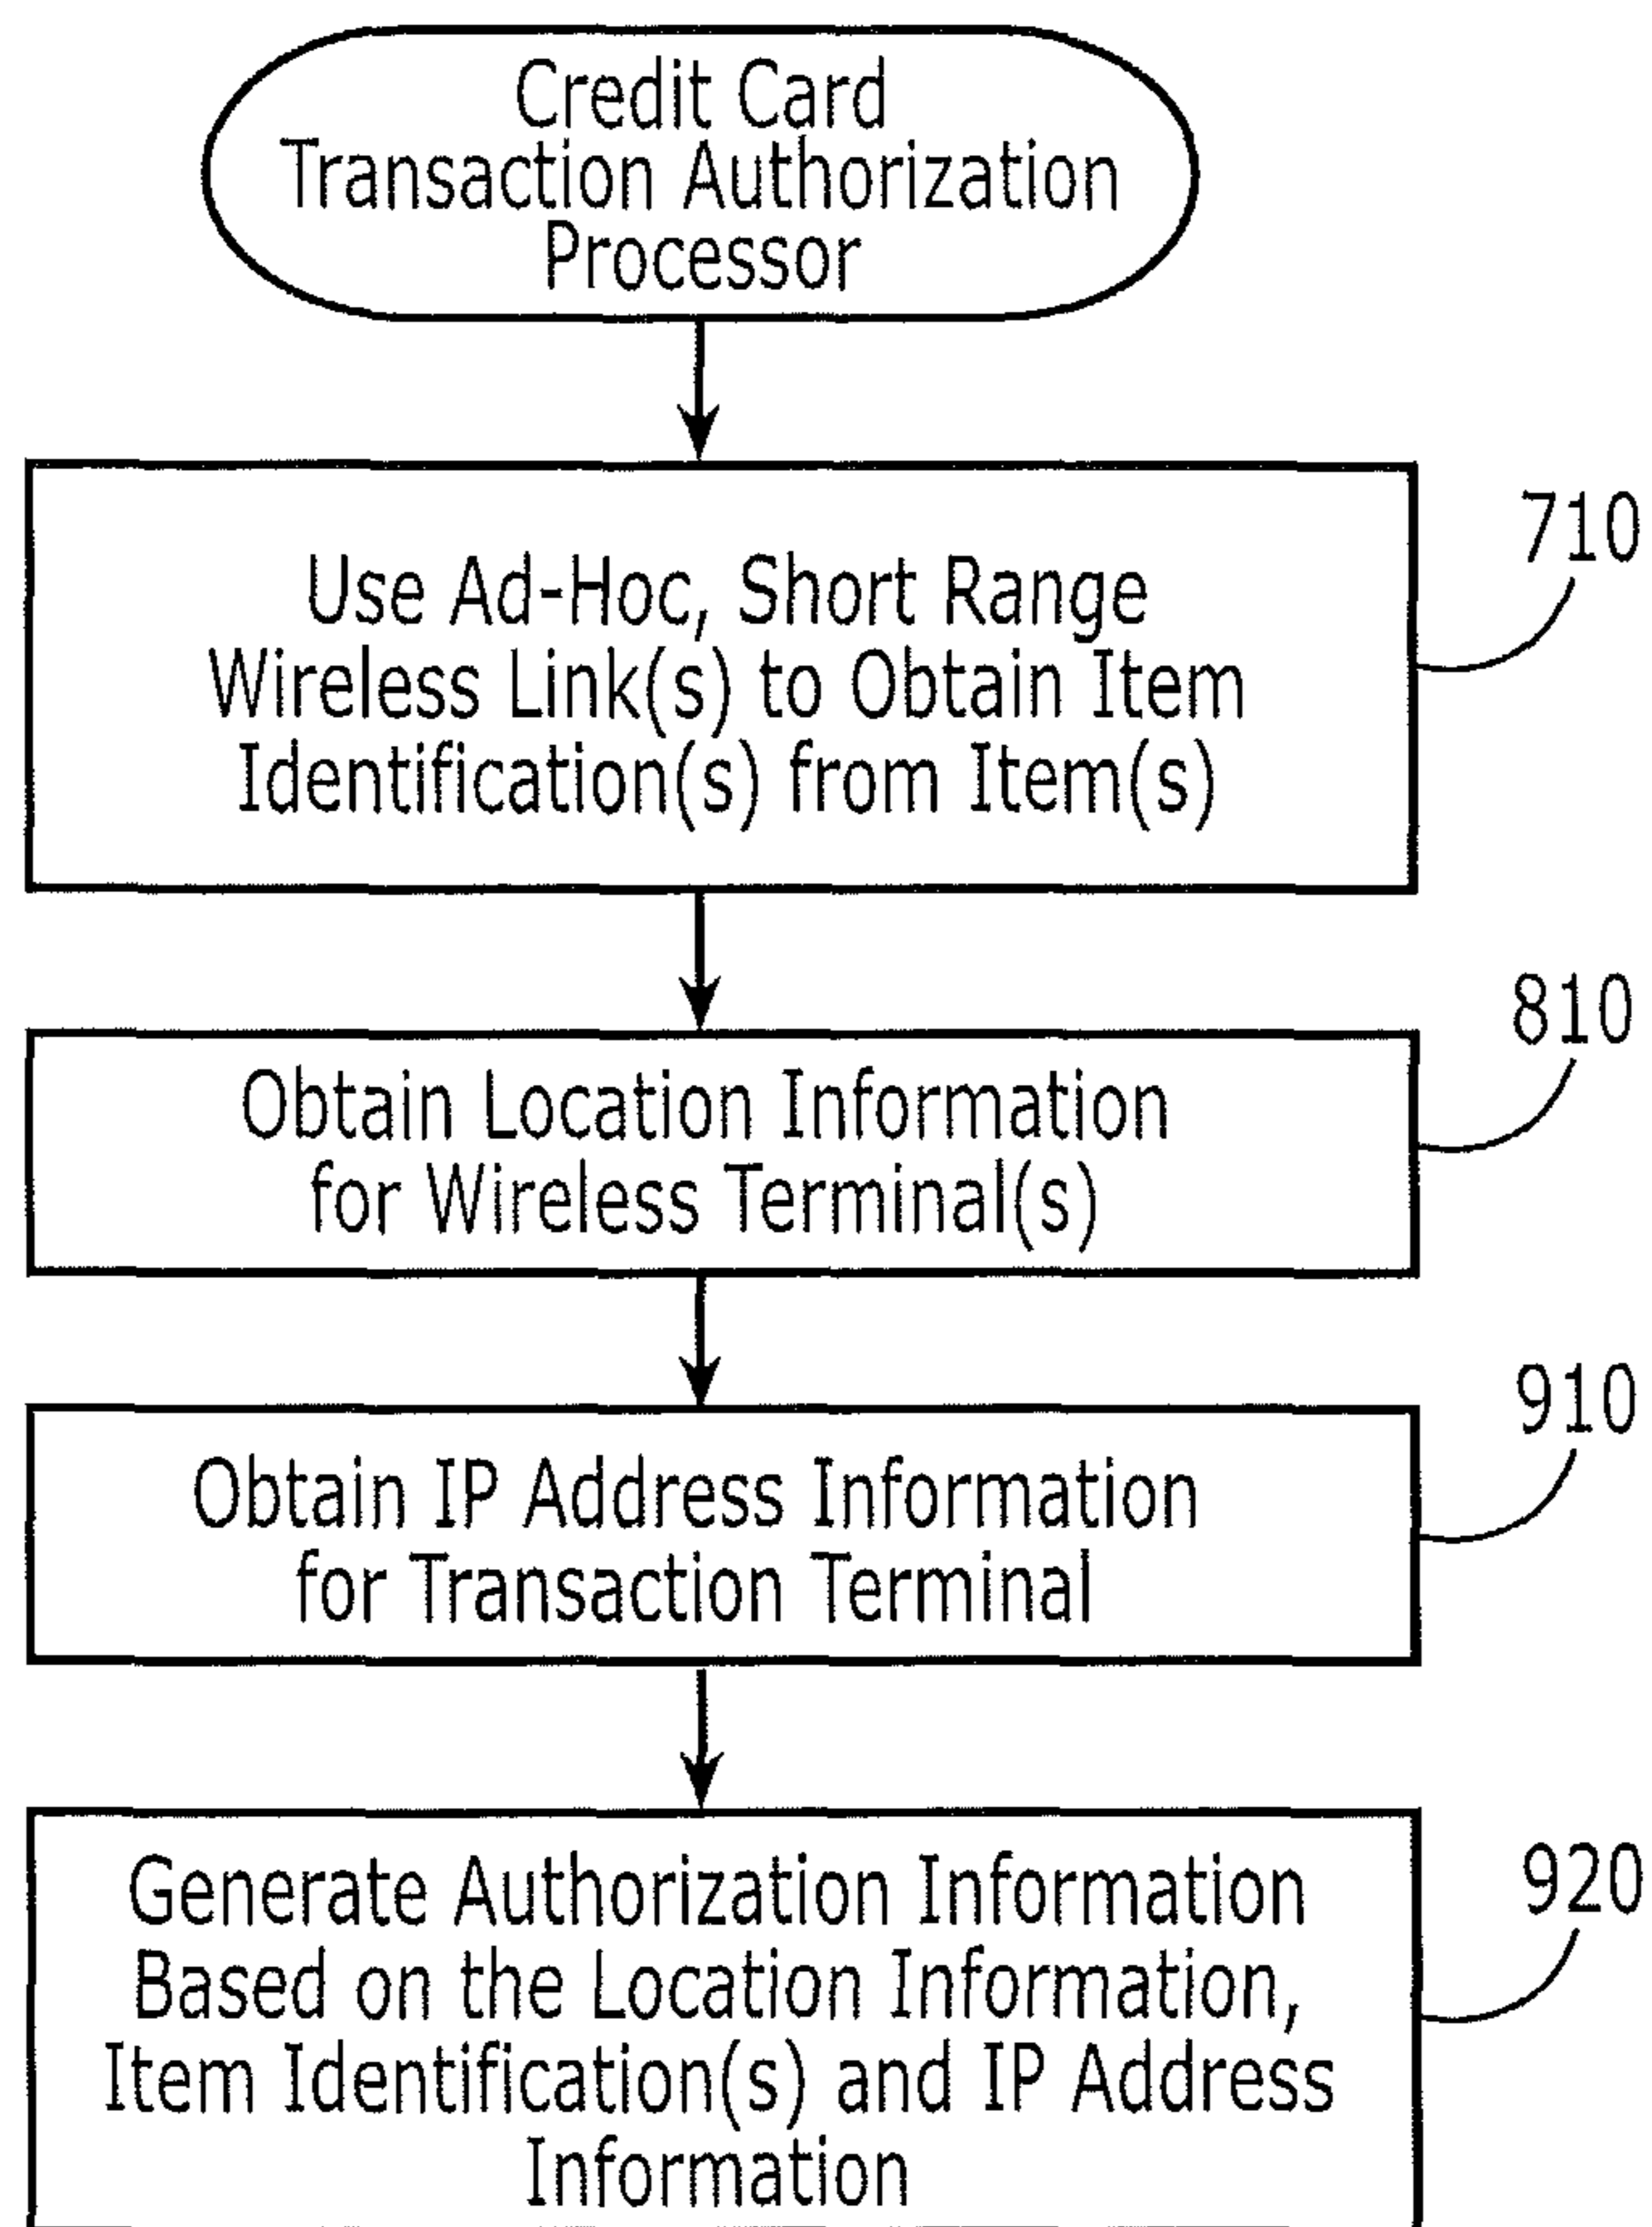 Credit Card
Transaction Authorization
Processor
710
Use Ad-Hoc, Short Range
Wireless Link(s) to Obtain Item
Identification(s) from Item(s)
810
Obtain Location Information
for Wireless Terminal(s)
910
Obtain IP Address Information
for Transaction Terminal
920
Generate Authorization Information
Based on the Location Information,
Item Identification(s) and IP Address
Information